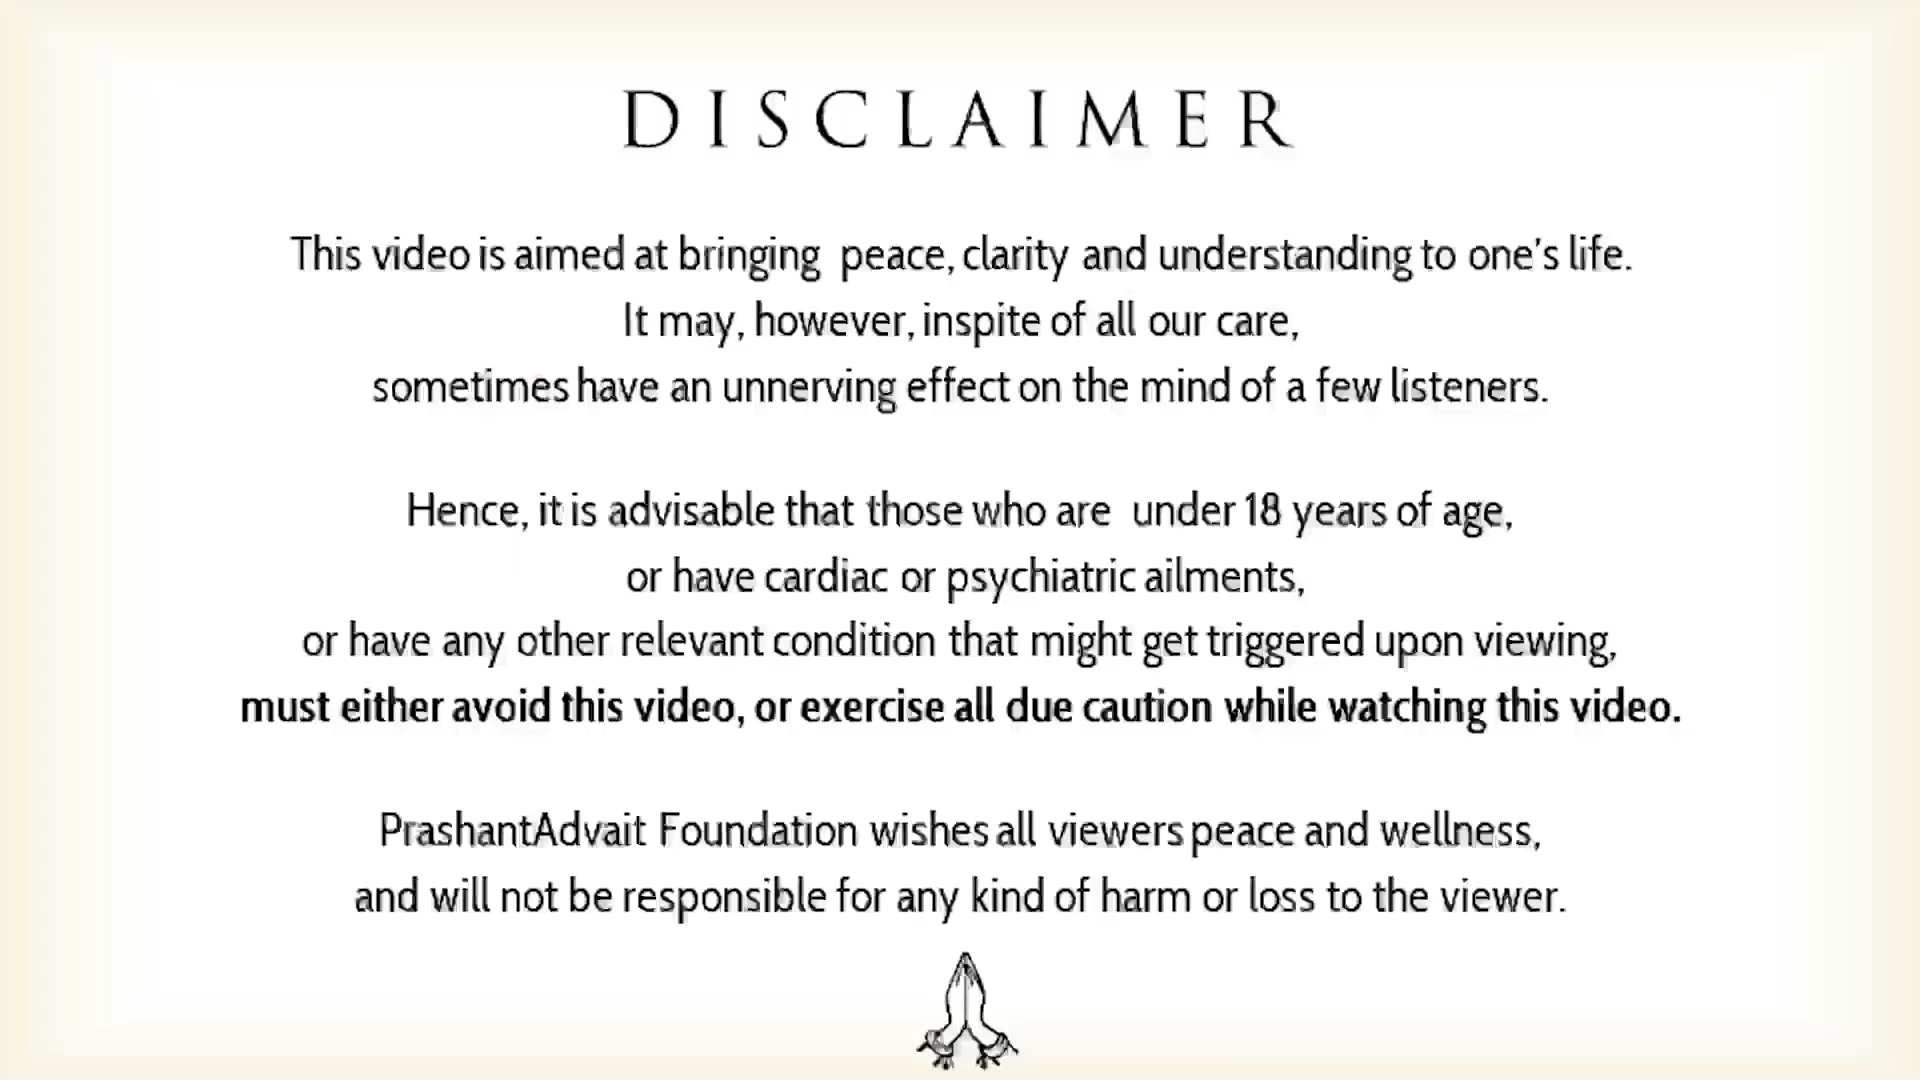 DISCLAIMER
This video is aimed at bringing peace, clarity and understanding to one's life.
It may, however, inspite of all our care,
sometimes have an unnerving effect on the mind of a few listeners.
Hence, it is advisable that those who are under 18 years of age,
or have cardiac or psychiatric ailments,
or have any other relevant condition that might get triggered upon viewing,
must either avoid this video, or exercise all due caution while watching this video.
PrashantAdvait Foundation wishes all viewers peace and wellness,
and will not be responsible for any kind of harm or loss to the viewer.